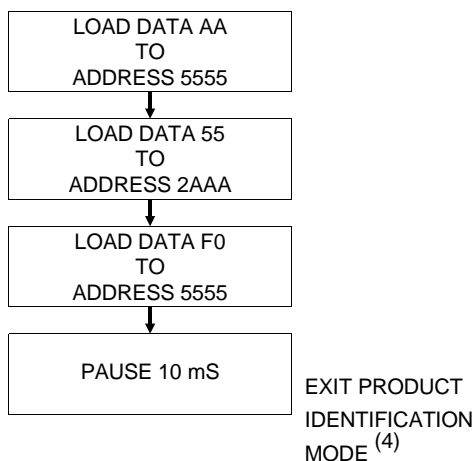 LOAD DATA AA
TO
ADDRESS 5555
LOAD DATA 55
TO
ADDRESS 2AAA
LOAD DATA F0
TO
ADDRESS 5555
PAUSE 10 mS
EXIT PRODUCT
IDENTIFICATION
MODE (4)